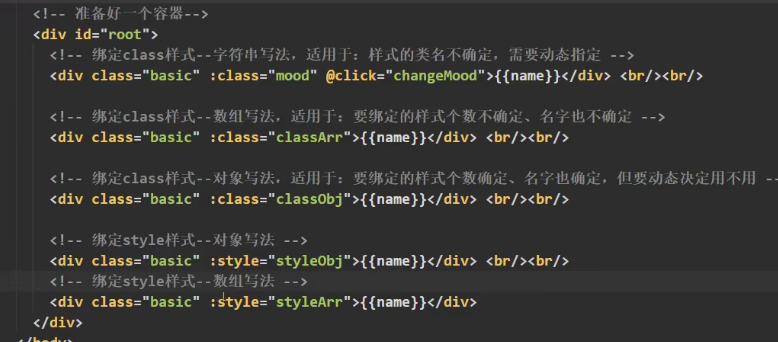 <!-- 准备好一个容器-->
<div id="root">
<!-- 绑定class样式--字符串写法，适用于：样式的类名不确定，需要动态指定 -->
<div class="basic" :class="mood" @click="changeMood">{{name}}</div> <br/><br/>
<!-- 绑定class样式--数组写法，适用于：要绑定的样式个数不确定、名字也不确定 -->
<div class="basic" :class="classArr">{{name}}</div> <br/><br/>
<!-- 绑定class样式--对象写法，适用于：要绑定的样式个数确定、名字也确定，但要动态决定用不用 --
<div class="basic" :class="classObj">{{name}}</div> <br/><br/>
<!-- 绑定style样式--对象写法 -->
<div class="basic" :style="styleObj">{{name}}</div> <br/><br/>
<!-- 绑定style样式--数组写法 -->
<div class="basic" :style="styleArr">{{name}}</div>
</div>